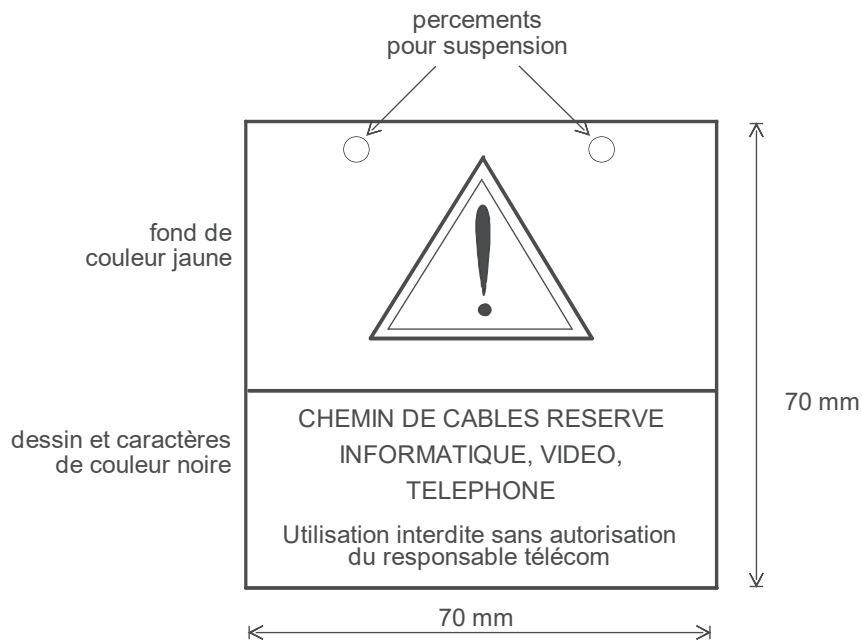 percements
pour suspension
fond de
couleur jaune
dessin et caractères
de couleur noire
CHEMIN DE CABLES RESERVE
INFORMATIQUE, VIDEO,
TELEPHONE
Utilisation interdite sans autorisation
du responsable télécom
70 mm
70 mm